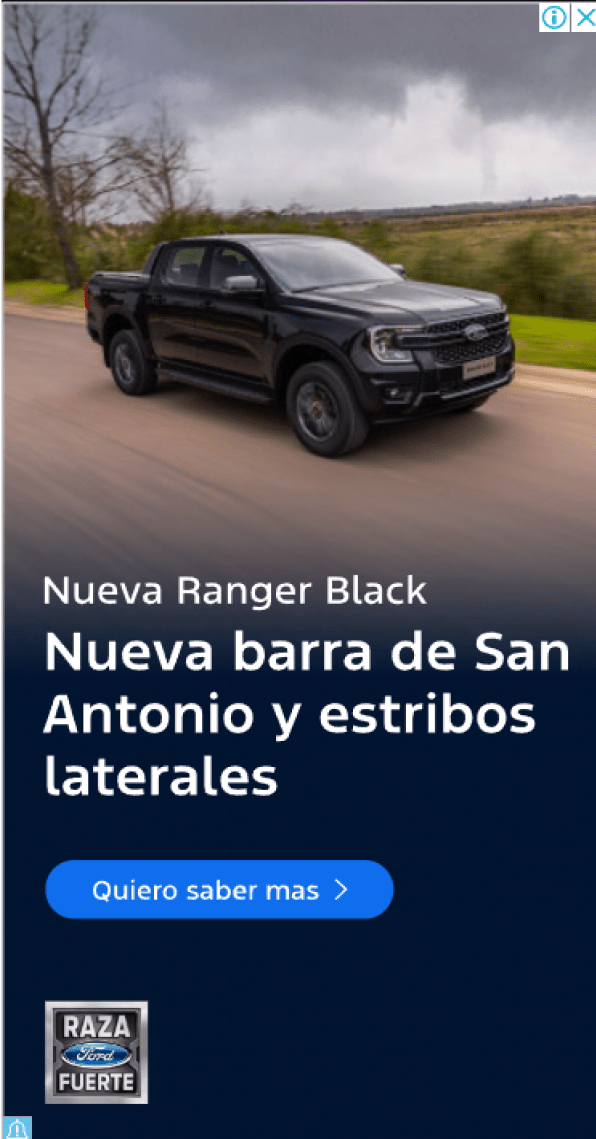 Nueva Ranger Black
Nueva barra de San
Antonio y estribos
laterales
Quiero saber mas
RAZA
Ford
FUERTE